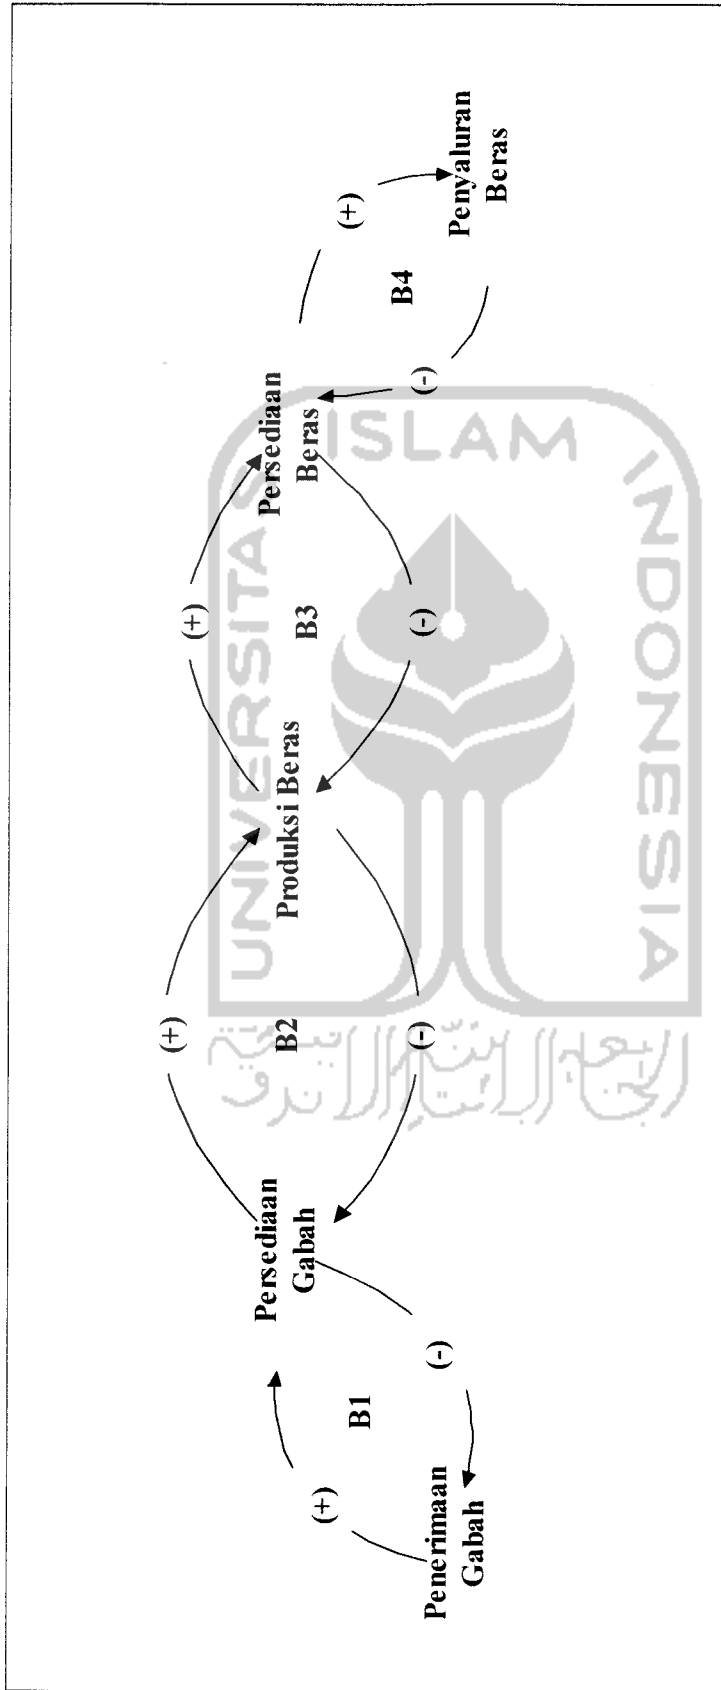 Penerimaan
Gabah
(+)
B1
(-)
Persediaan
Gabah
(+)
B2
(-)
Produksi Beras
(+)
B3
(-)
Persediaan
Beras
(+)
B4
(-)
Penyaluran
Beras
UNIVERSITAS
ISLAM
INDONESIA